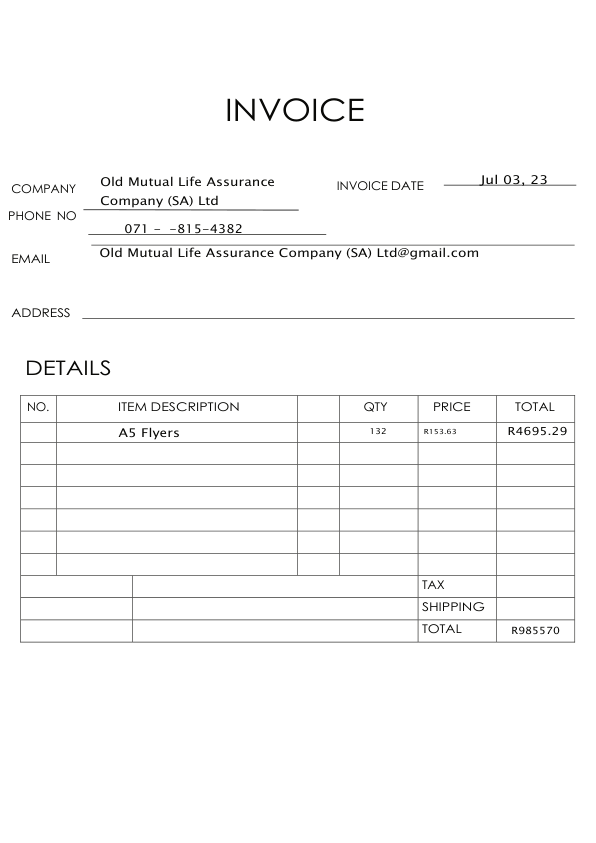 INVOICE
COMPANY Old Mutual Life Assurance Company (SA) Ltd INVOICE DATE Jul 03, 23
PHONE NO 071 - -815-4382
EMAIL Old Mutual Life Assurance Company (SA) Ltd@gmail.com
ADDRESS
DETAILS
NO. ITEM DESCRIPTION QTY PRICE TOTAL
A5 Flyers 132 R153.63 R4695.29
TAX
SHIPPING
TOTAL R985570